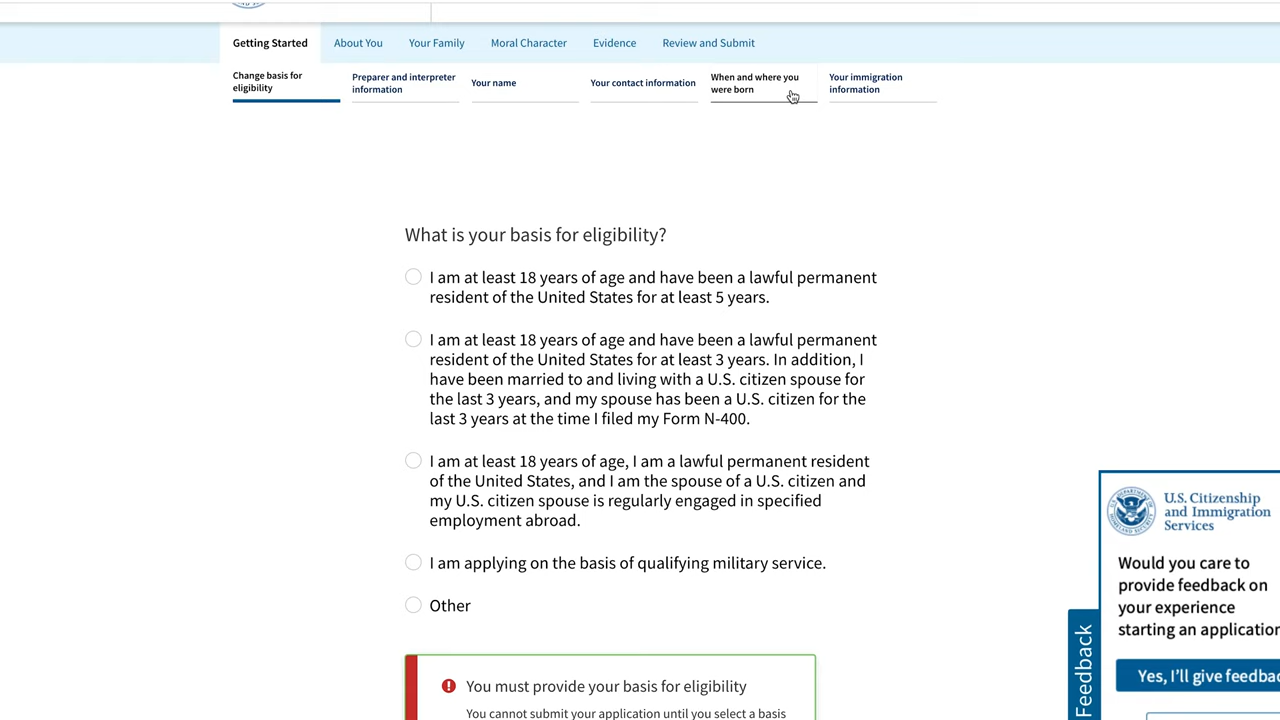 Getting Started
About You
Your Family
Moral Character
Evidence
Review and Submit
Change basis for
eligibility
Preparer and interpreter
information
Your name
Your contact information
When and where you
were born
Your immigration
information
What is your basis for eligibility?
I am at least 18 years of age and have been a lawful permanent
resident of the United States for at least 5 years.
I am at least 18 years of age and have been a lawful permanent
resident of the United States for at least 3 years. In addition, I
have been married to and living with a U.S. citizen spouse for
the last 3 years, and my spouse has been a U.S. citizen for the
last 3 years at the time I filed my Form N-400.
I am at least 18 years of age, I am a lawful permanent resident
of the United States, and I am the spouse of a U.S. citizen and
my U.S. citizen spouse is regularly engaged in specified
employment abroad.
I am applying on the basis of qualifying military service.
Other
You must provide your basis for eligibility
You cannot submit your application until you select a basis
U.S. Citizenship
and Immigration
Services
Would you care to
provide feedback on
your experience
starting an application
Yes, I'll give feedbac
Feedback